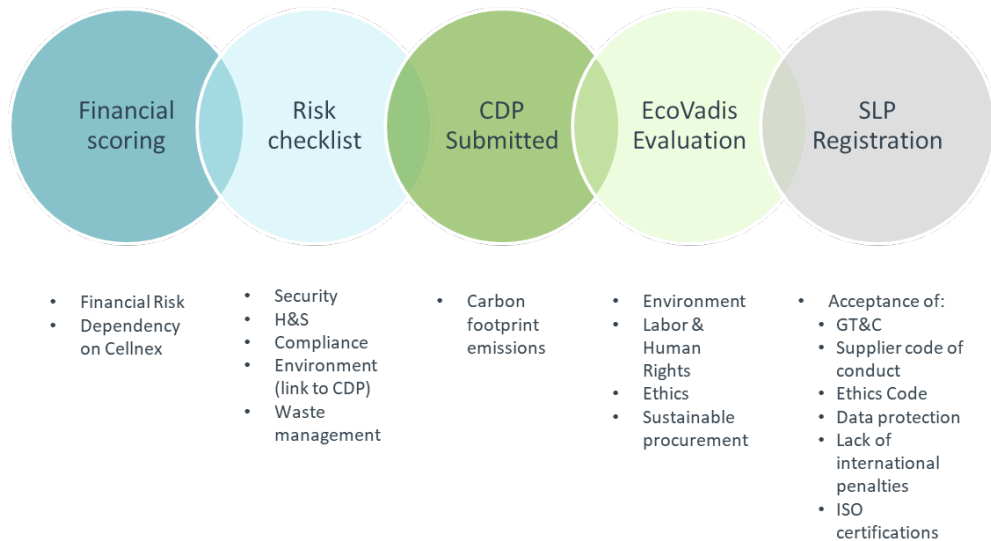 Financial
scoring
Risk
checklist
CDP
Submitted
EcoVadis
Evaluation
SLP
Registration
• Financial Risk
• Dependency
on Cellnex
• Security
• H&S
• Compliance
• Environment
(link to CDP)
• Waste
management
• Carbon
footprint
emissions
• Environment
• Labor &
Human
Rights
• Ethics
• Sustainable
procurement
• Acceptance of:
• GT&C
• Supplier code of
conduct
• Ethics Code
• Data protection
• Lack of
international
penalties
• ISO
certifications